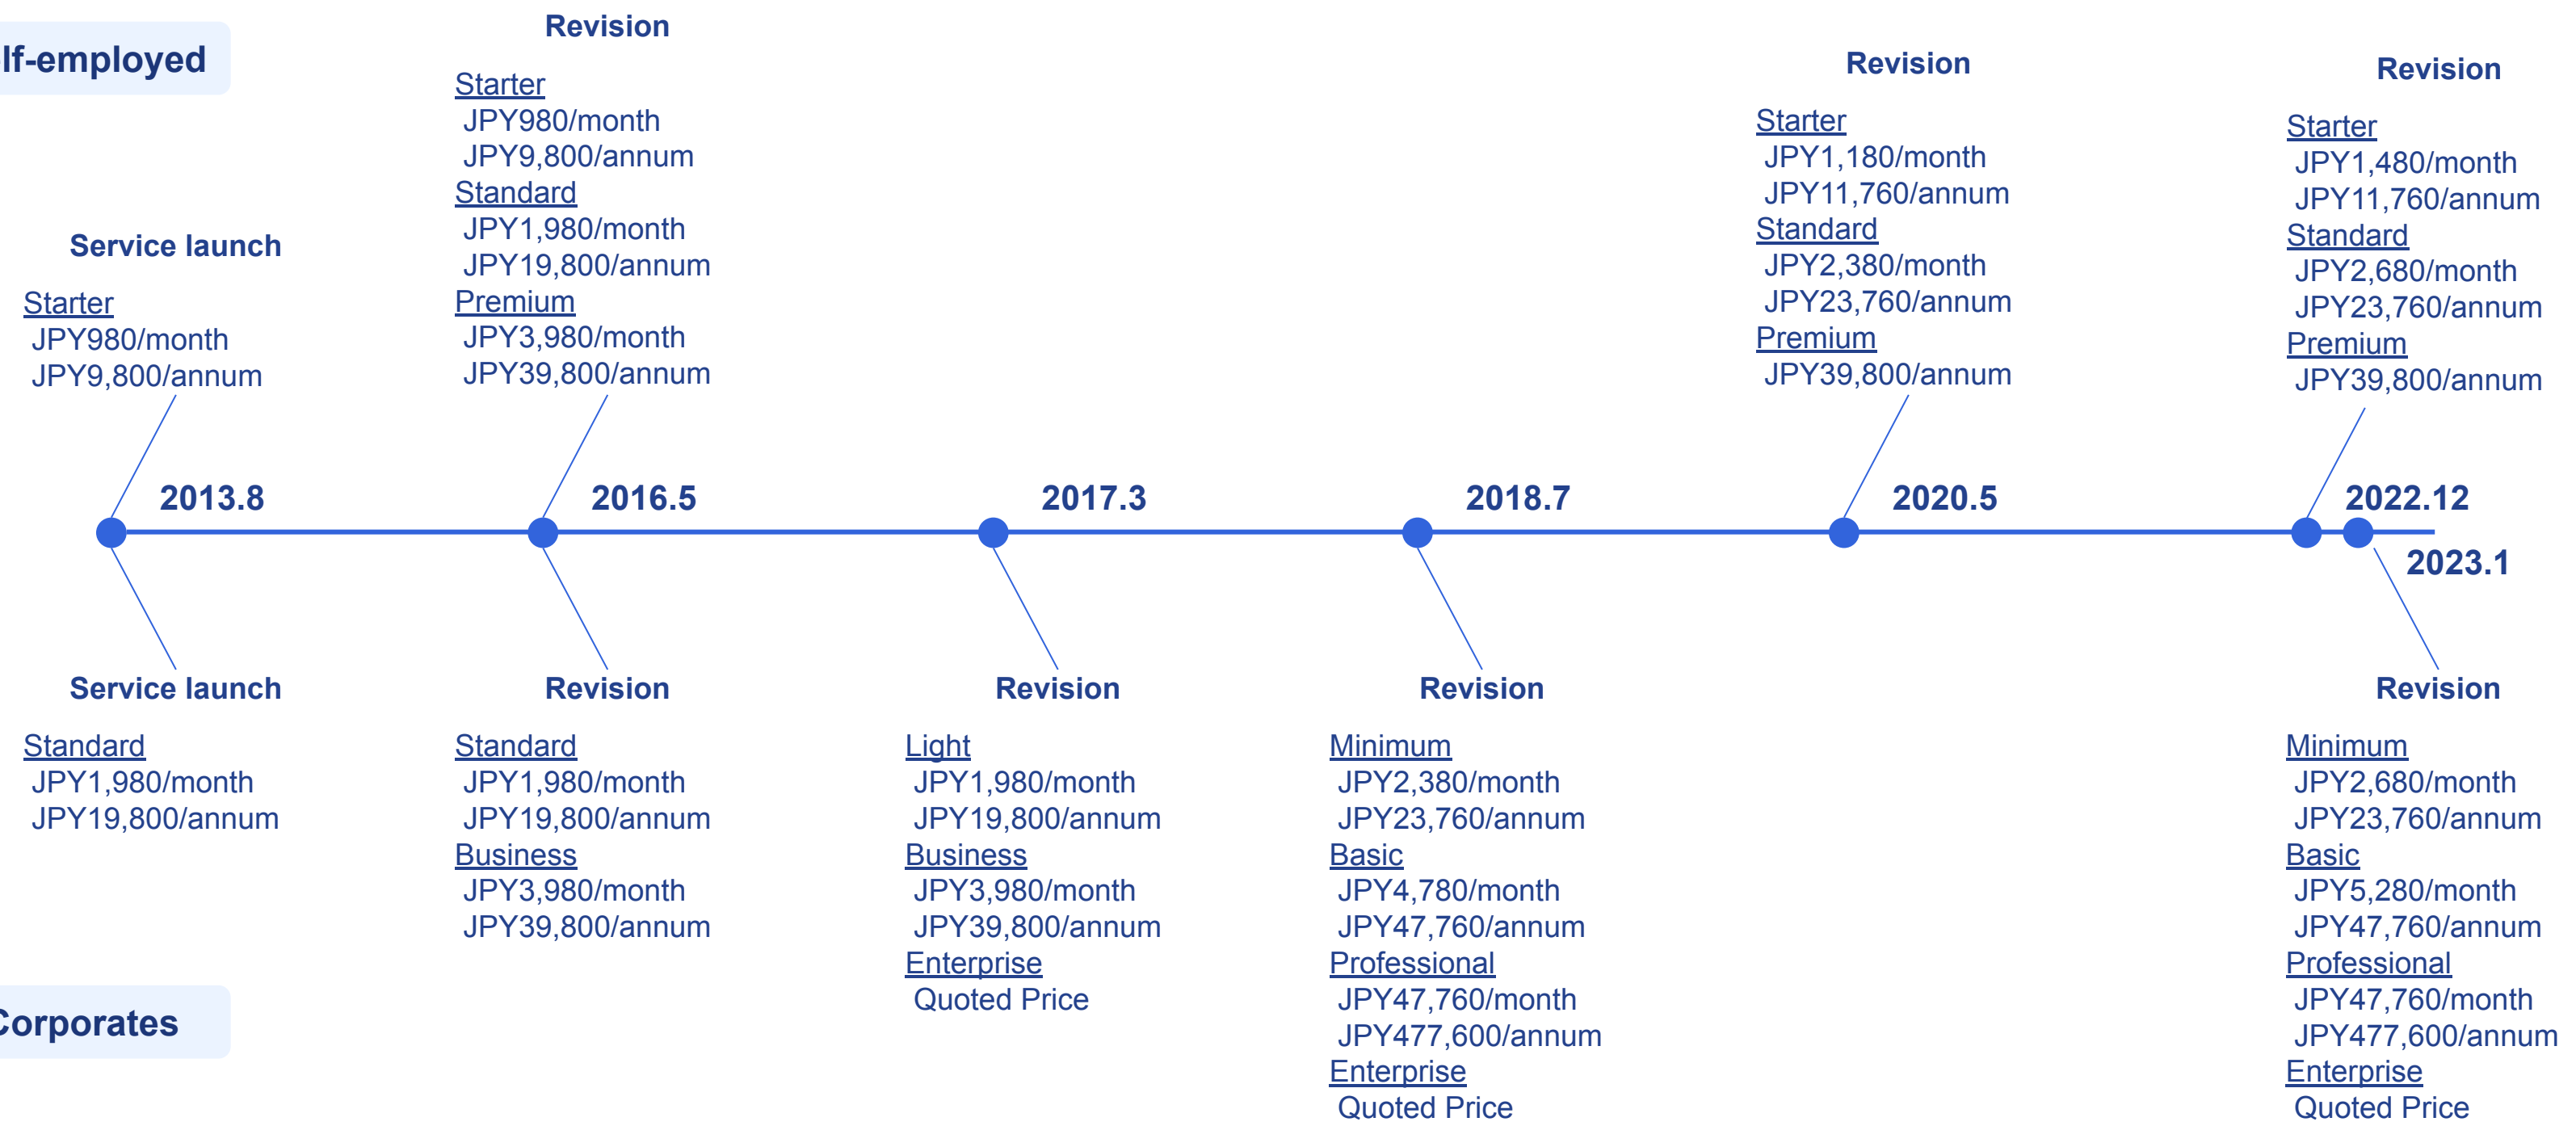 lf-employed
Service launch
Starter
JPY980/month
JPY9,800/annum
Revision
Starter
JPY980/month
JPY9,800/annum
Standard
JPY1,980/month
JPY19,800/annum
Premium
JPY3,980/month
JPY39,800/annum
Revision
Starter
JPY1,180/month
JPY11,760/annum
Standard
JPY2,380/month
JPY23,760/annum
Premium
JPY39,800/annum
Revision
Starter
JPY1,480/month
JPY11,760/annum
Standard
JPY2,680/month
JPY23,760/annum
Premium
JPY39,800/annum
2013.8
2016.5
2017.3
2018.7
2020.5
2022.12
2023.1
Service launch
Standard
JPY1,980/month
JPY19,800/annum
Revision
Standard
JPY1,980/month
JPY19,800/annum
Business
JPY3,980/month
JPY39,800/annum
Revision
Light
JPY1,980/month
JPY19,800/annum
Business
JPY3,980/month
JPY39,800/annum
Enterprise
Quoted Price
Revision
Minimum
JPY2,380/month
JPY23,760/annum
Basic
JPY4,780/month
JPY47,760/annum
Professional
JPY47,760/month
JPY477,600/annum
Enterprise
Quoted Price
Revision
Minimum
JPY2,680/month
JPY23,760/annum
Basic
JPY5,280/month
JPY47,760/annum
Professional
JPY47,760/month
JPY477,600/annum
Enterprise
Quoted Price
Corporates